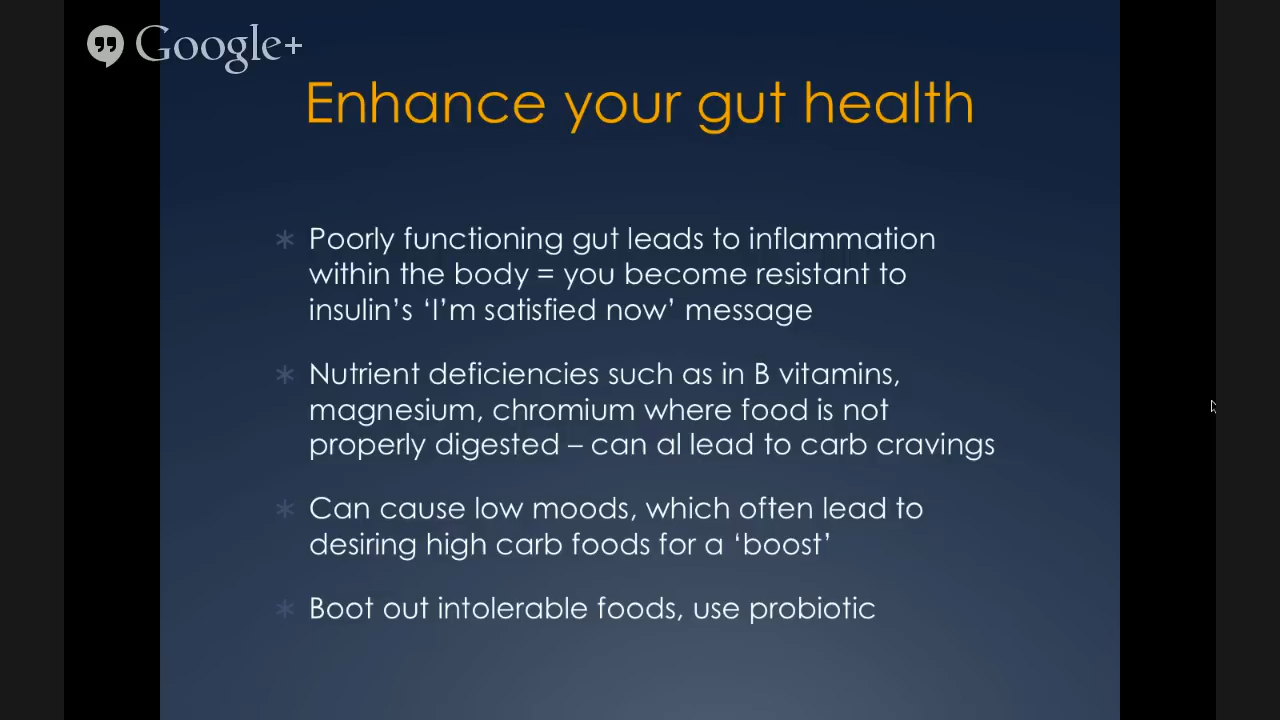 Google+
Enhance your gut health
* Poorly functioning gut leads to inflammation
within the body = you become resistant to
insulin’s ‘I’m satisfied now’ message
* Nutrient deficiencies such as in B vitamins,
magnesium, chromium where food is not
properly digested – can al lead to carb cravings
* Can cause low moods, which often lead to
desiring high carb foods for a ‘boost’
* Boot out intolerable foods, use probiotic